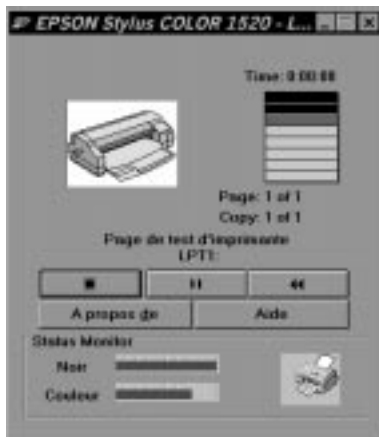 EPSON Stylus COLOR 1520 - L...
Time: 0:00:08
Page: 1 of 1
Copy: 1 of 1
Page de test d'imprimante
LPT1:
A propos de
Aide
Status Monitor
Noir
Couleur